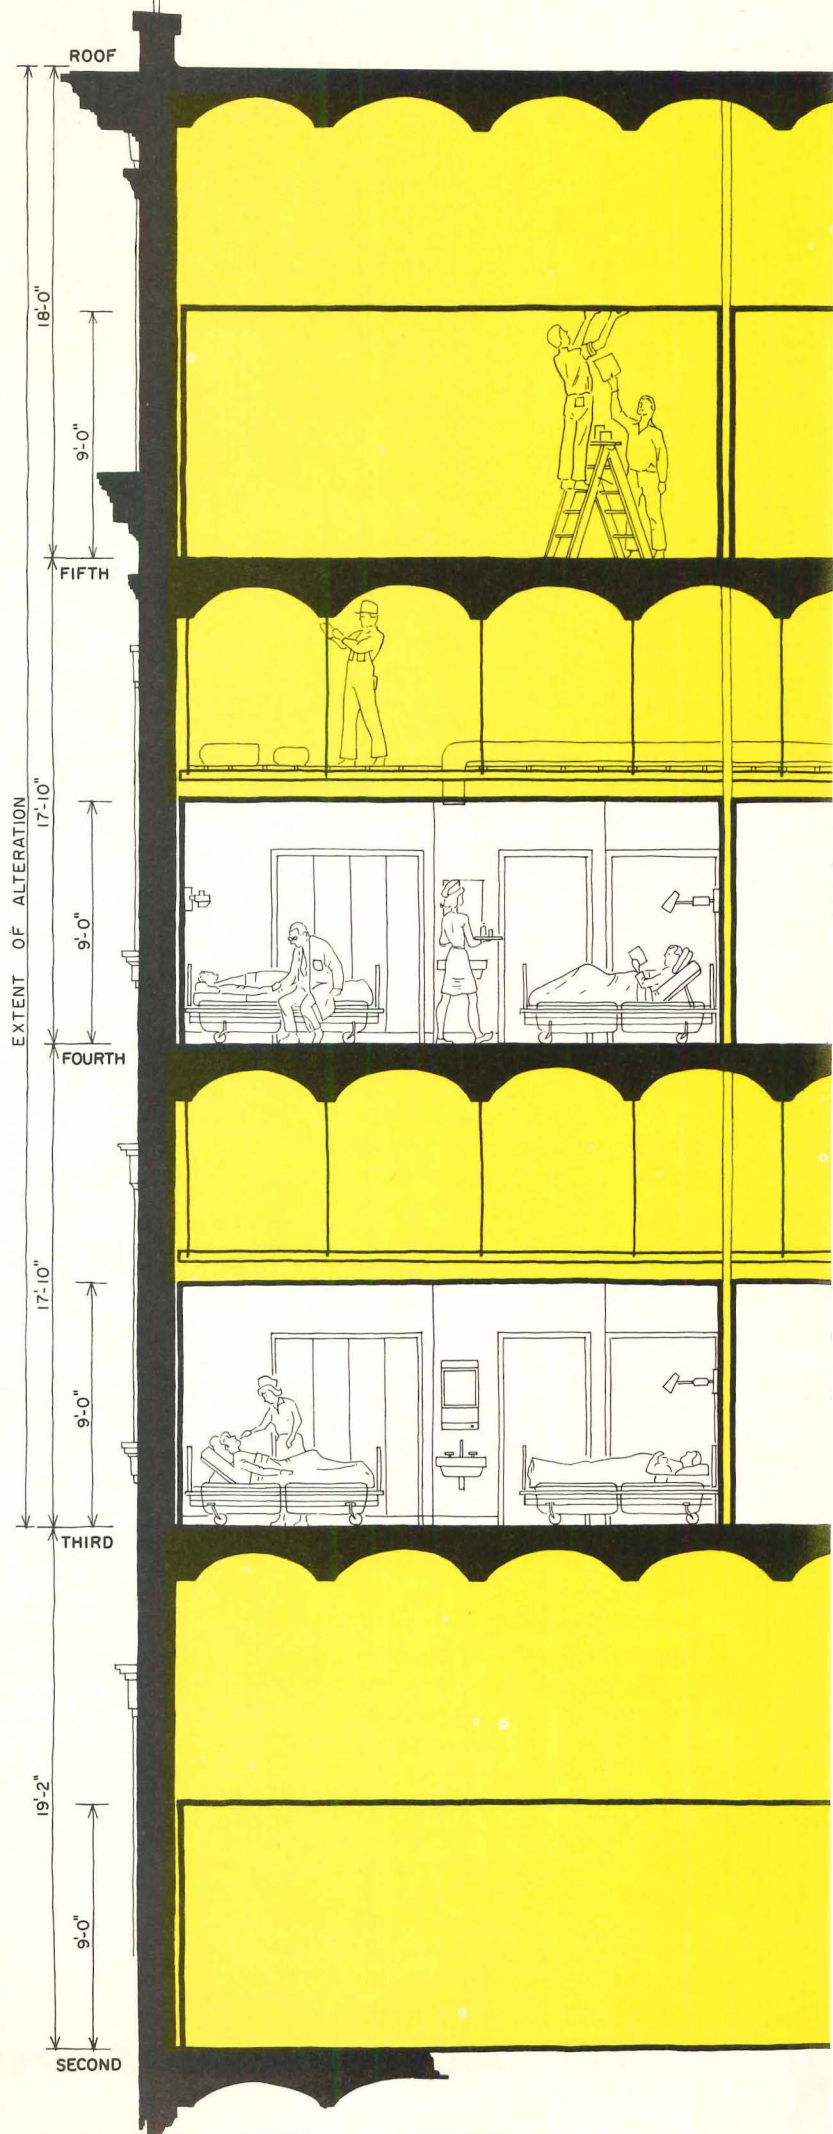 ROOF
18'-0"
9'-0"
FIFTH
EXTENT OF ALTERATION
17'-10"
9'-0"
FOURTH
17'-10"
9'-0"
THIRD
19'-2"
9'-0"
SECOND